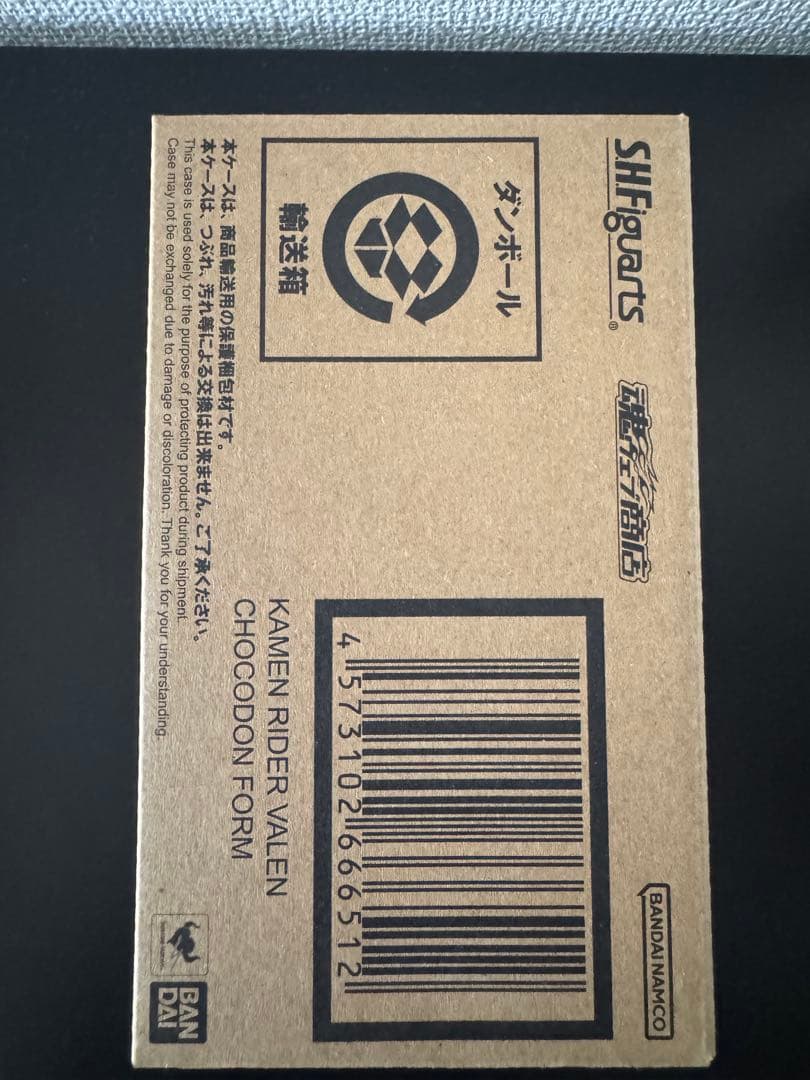 S.H.Figuarts®
魂ウェブ商店
BANDAI NAMCO
ダンボール
輸送箱
4573102666512
KAMEN RIDER VALEN
CHOCODON FORM
本ケースは、商品輸送用の保護梱包材です。
本ケースは、つぶれ、汚れ等による交換は出来ません。ご了承ください。
This case is used solely for the purpose of protecting product during shipment.
Case may not be exchanged due to damage or discoloration. Thank you for your understanding.
BAN
DAI